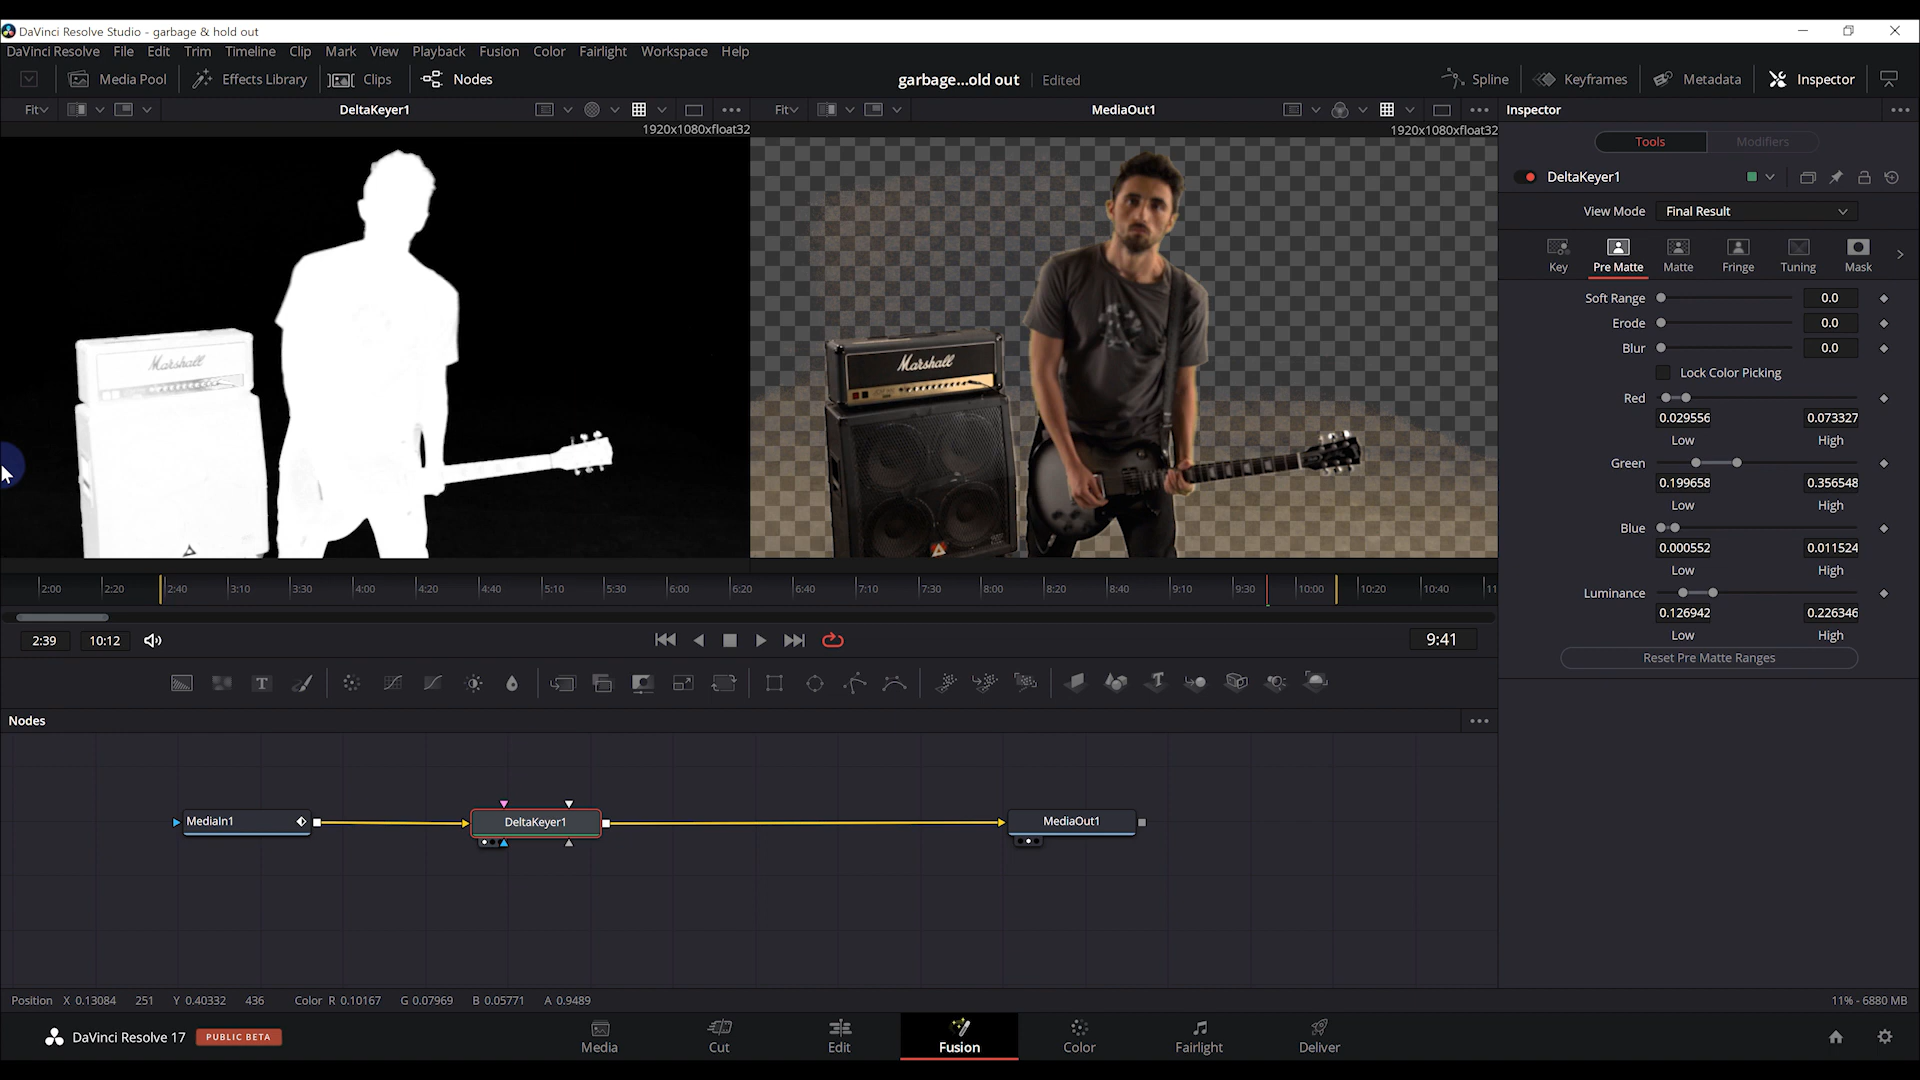 DaVinci Resolve Studio - garbage & hold out
DaVinci Resolve File Edit Trim Timeline Clip Mark View Playback Fusion Color Fairlight Workspace Help
Media Pool Effects Library Clips Nodes garbage...old out Edited Spline Keyframes Metadata Inspector
Fit DeltaKeyer1 Fit MediaOut1 Inspector
1920x1080xfloat32 1920x1080xfloat32
Tools Modifiers
DeltaKeyer1
View Mode Final Result
Key Pre Matte Matte Fringe Tuning Mask
Soft Range 0.0
Erode 0.0
Blur 0.0
Lock Color Picking
Red
0.029556 0.073327
Low High
Green
0.199658 0.356548
Low High
Blue
0.000552 0.011524
Low High
Luminance
0.126942 0.226346
Low High
Reset Pre Matte Ranges
Marshall Marshall
2:00 2:20 2:40 3:10 3:30 4:00 4:20 4:40 5:10 5:30 6:00 6:20 6:40 7:10 7:30 8:00 8:20 8:40 9:10 9:30 10:00 10:20 10:40 11
2:39 10:12 9:41
T T
Nodes
MediaIn1 DeltaKeyer1 MediaOut1
Position X 0.13084 251 Y 0.40332 436 Color R 0.10167 G 0.07969 B 0.05771 A 0.9489 11% - 6880 MB
DaVinci Resolve 17 PUBLIC BETA Media Cut Edit Fusion Color Fairlight Deliver